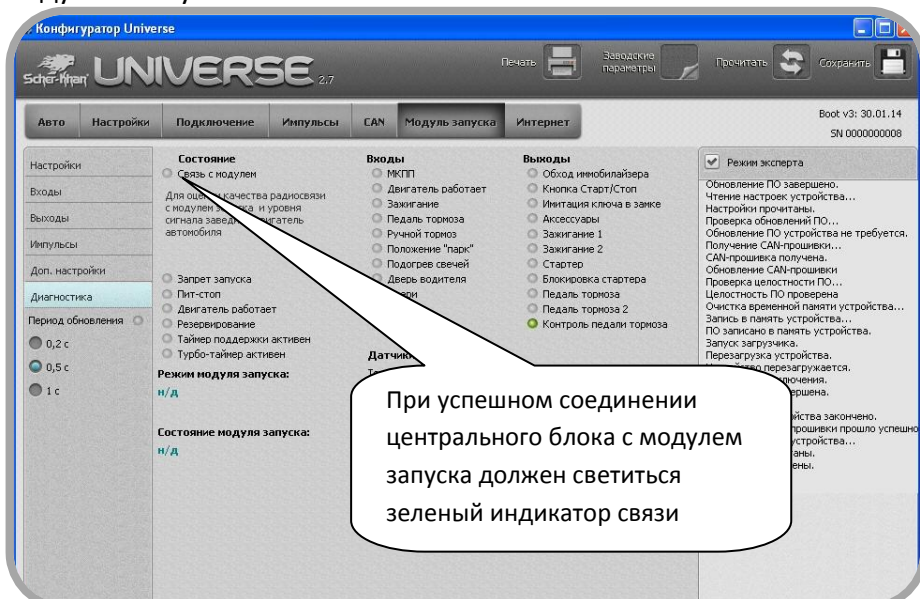 Конфигуратор Universe
Scher-Khan UNIVERSE 2.7
Печать
Заводские
параметры
Прочитать
Сохранить
Авто Настройки Подключение Импульсы CAN Модуль запуска Интернет
Boot v3: 30.01.14
SN 0000000008
Настройки
Входы
Выходы
Импульсы
Доп. настройки
Диагностика
Период обновления
0,2 с
0,5 с
1 с
Состояние
Связь с модулем
Для оценки качества радиосвязи
с модулем запуска и уровня
сигнала заведите двигатель
автомобиля
Запрет запуска
Пит-стоп
Двигатель работает
Резервирование
Таймер поддержки активен
Турбо-таймер активен
Режим модуля запуска:
н/д
Состояние модуля запуска:
н/д
Входы
МКПП
Двигатель работает
Зажигание
Педаль тормоза
Ручной тормоз
Положение "парк"
Подогрев свечей
Дверь водителя
Выходы
Обход иммобилайзера
Кнопка Старт/Стоп
Имитация ключа в замке
Аксессуары
Зажигание 1
Зажигание 2
Стартер
Блокировка стартера
Педаль тормоза
Педаль тормоза 2
Контроль педали тормоза
Режим эксперта
Обновление ПО завершено.
Чтение настроек устройства...
Настройки прочитаны.
Проверка обновлений ПО...
Обновление ПО устройства не требуется.
Получение CAN-прошивки...
CAN-прошивка получена.
Обновление CAN-прошивки
Проверка целостности ПО...
Целостность ПО проверена
Очистка временной памяти устройства...
Запись в память устройства...
ПО записано в память устройства.
Запуск загрузчика.
Перезагрузка устройства.
перезагружается.
закончено.
прошло успешно
При успешном соединении
центрального блока с модулем
запуска должен светиться
зеленый индикатор связи